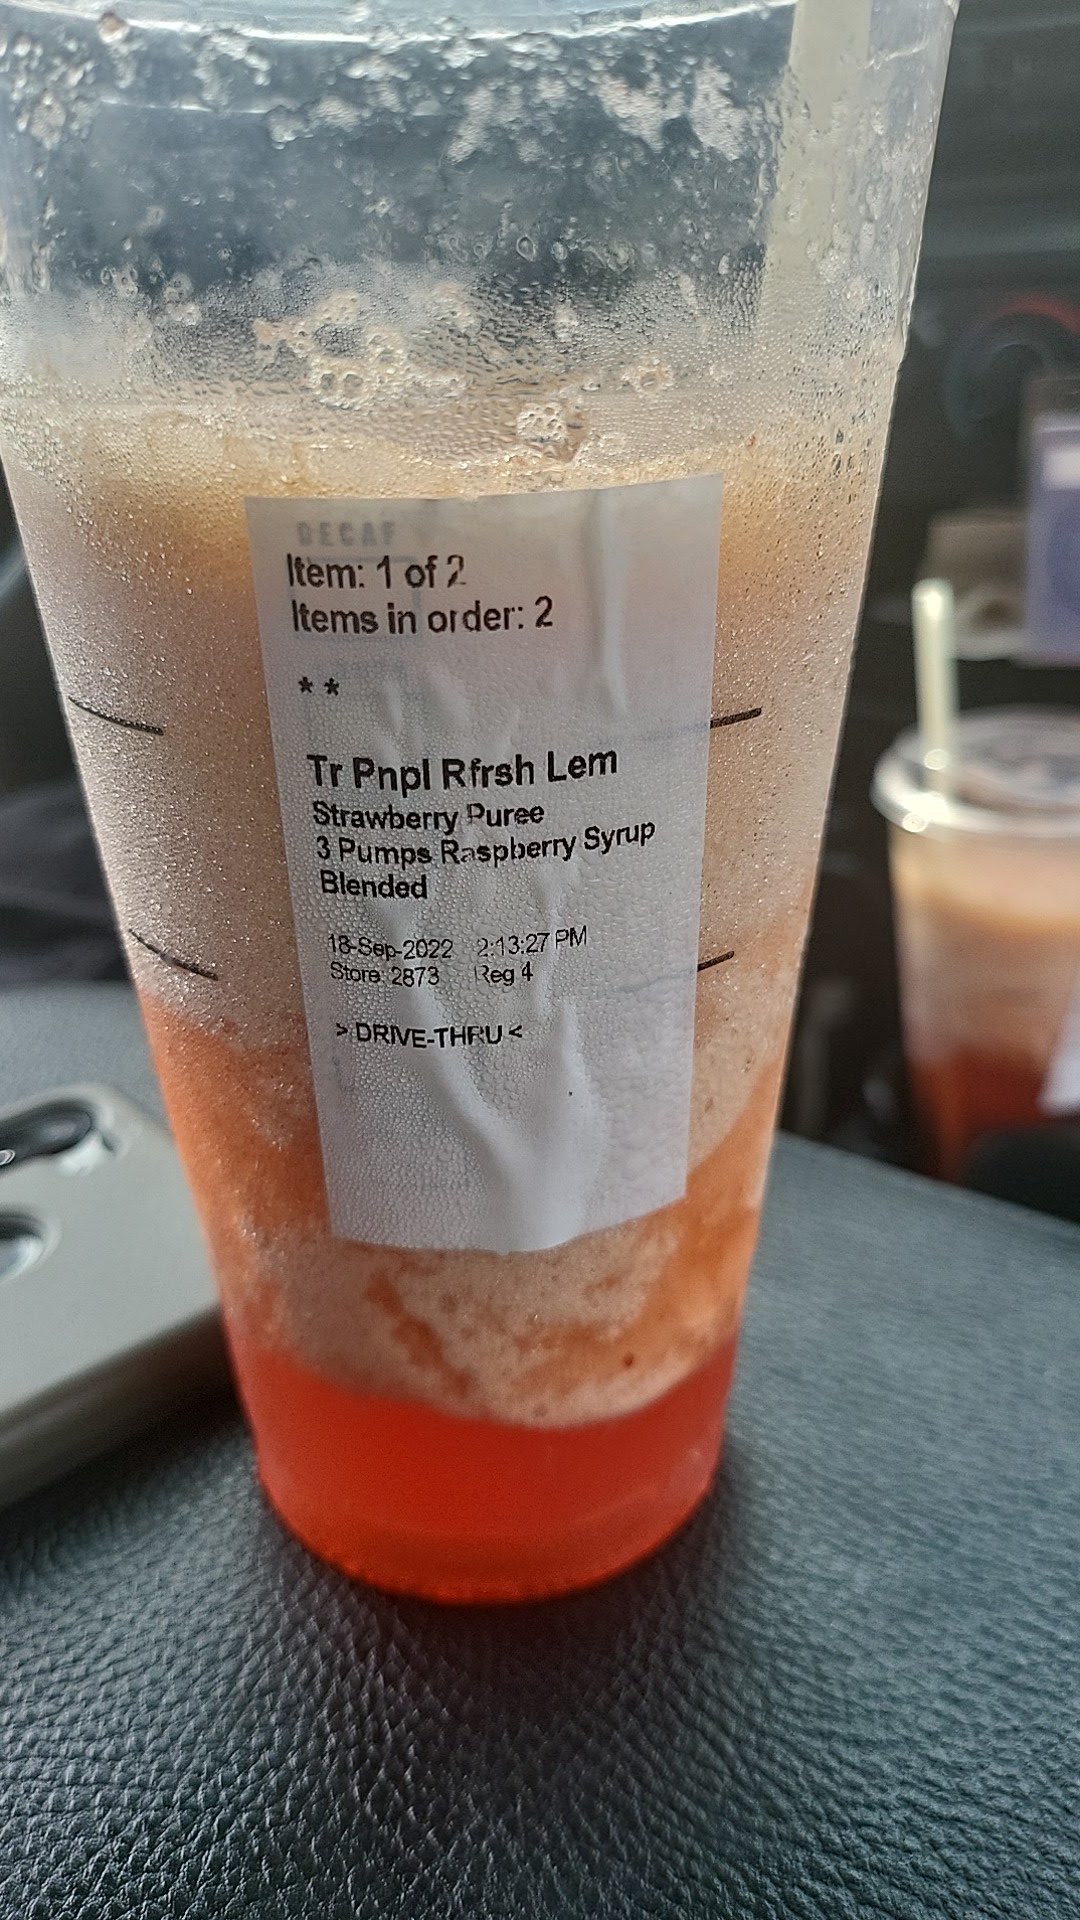 DECAF
Item: 1 of 2
Items in order: 2
* *
Tr Pnpl Rfrsh Lem
Strawberry Puree
3 Pumps Raspberry Syrup
Blended
18-Sep-2022 2:13:27 PM
Store: 2873 Reg 4
> DRIVE-THRU <